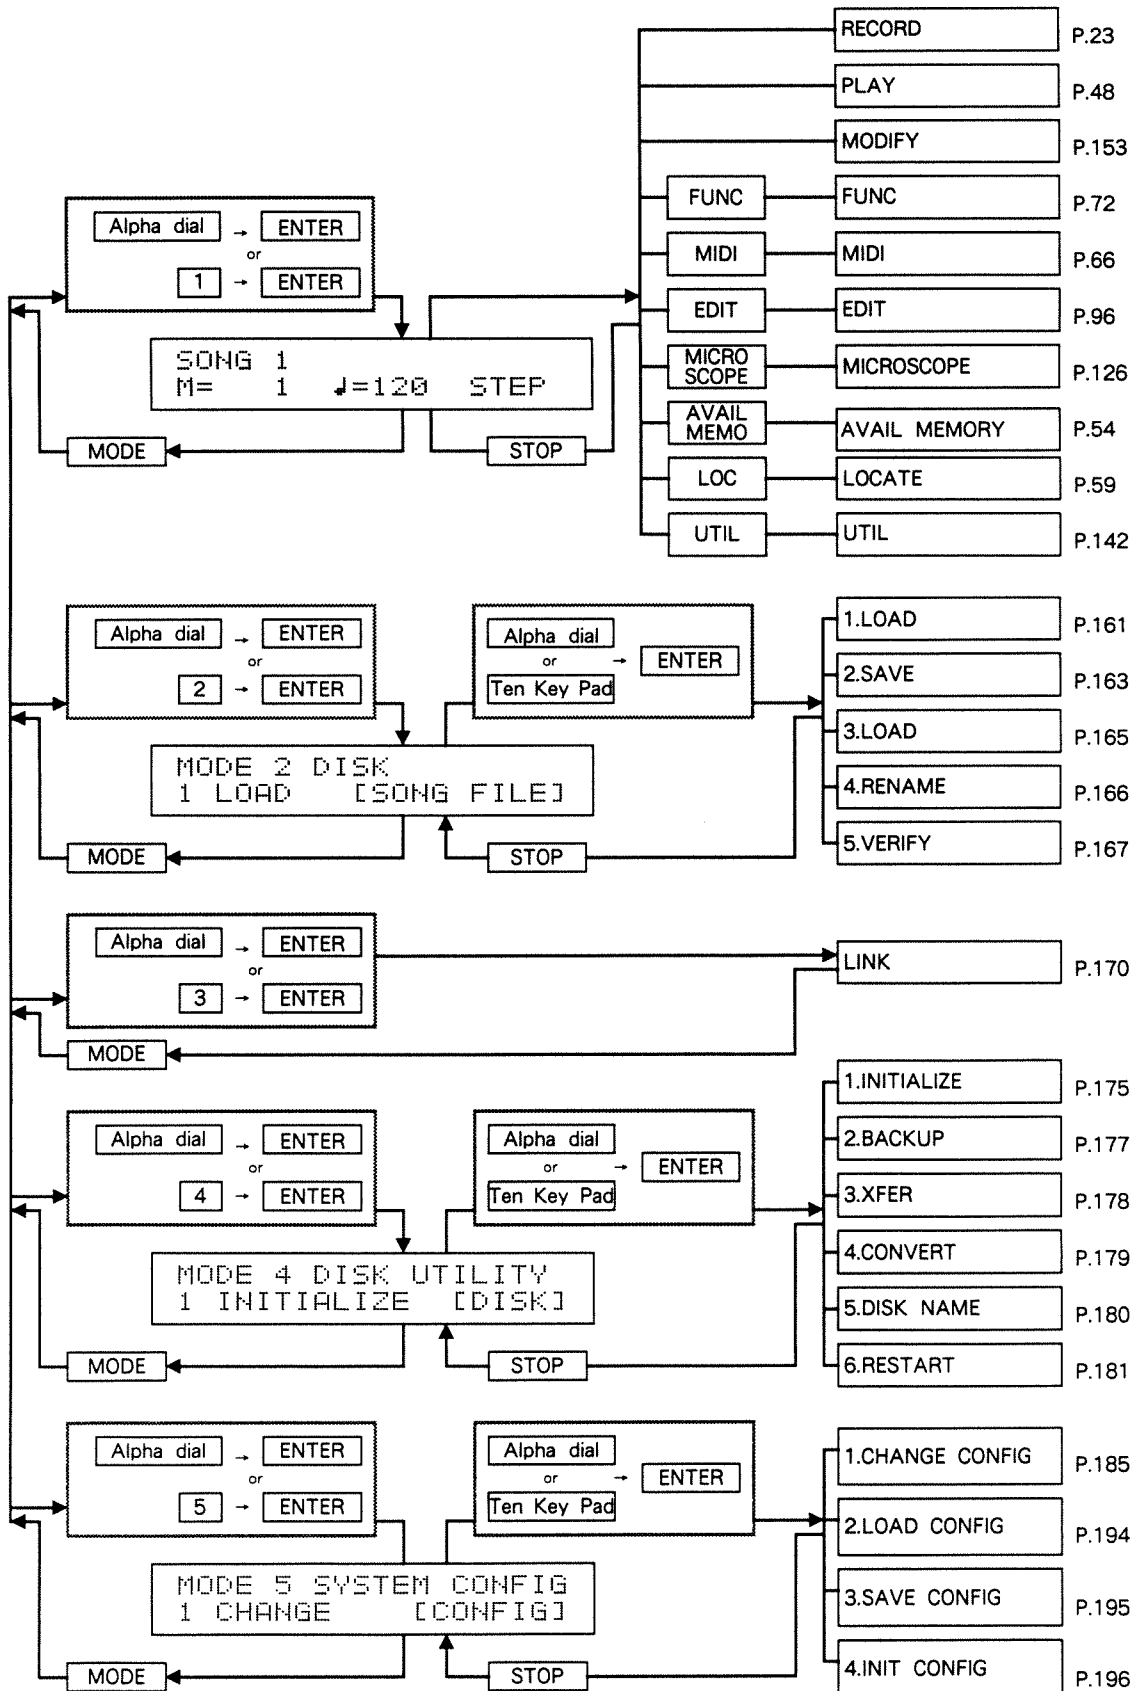 RECORD P.23
PLAY P.48
MODIFY P.153
FUNC FUNC P.72
MIDI MIDI P.66
EDIT EDIT P.96
MICRO
SCOPE MICROSCOPE P.126
AVAIL
MEMO AVAIL MEMORY P.54
LOC LOCATE P.59
UTIL UTIL P.142
Alpha dial → ENTER
or
1 → ENTER
SONG 1
M= 1 ♩=120 STEP
MODE STOP
Alpha dial → ENTER
or
2 → ENTER
Alpha dial
or → ENTER
Ten Key Pad
MODE 2 DISK
1 LOAD [SONG FILE]
MODE STOP
1.LOAD P.161
2.SAVE P.163
3.LOAD P.165
4.RENAME P.166
5.VERIFY P.167
Alpha dial → ENTER
or
3 → ENTER
MODE
LINK P.170
Alpha dial → ENTER
or
4 → ENTER
Alpha dial
or → ENTER
Ten Key Pad
MODE 4 DISK UTILITY
1 INITIALIZE [DISK]
MODE STOP
1.INITIALIZE P.175
2.BACKUP P.177
3.XFER P.178
4.CONVERT P.179
5.DISK NAME P.180
6.RESTART P.181
Alpha dial → ENTER
or
5 → ENTER
Alpha dial
or → ENTER
Ten Key Pad
MODE 5 SYSTEM CONFIG
1 CHANGE [CONFIG]
MODE STOP
1.CHANGE CONFIG P.185
2.LOAD CONFIG P.194
3.SAVE CONFIG P.195
4.INIT CONFIG P.196